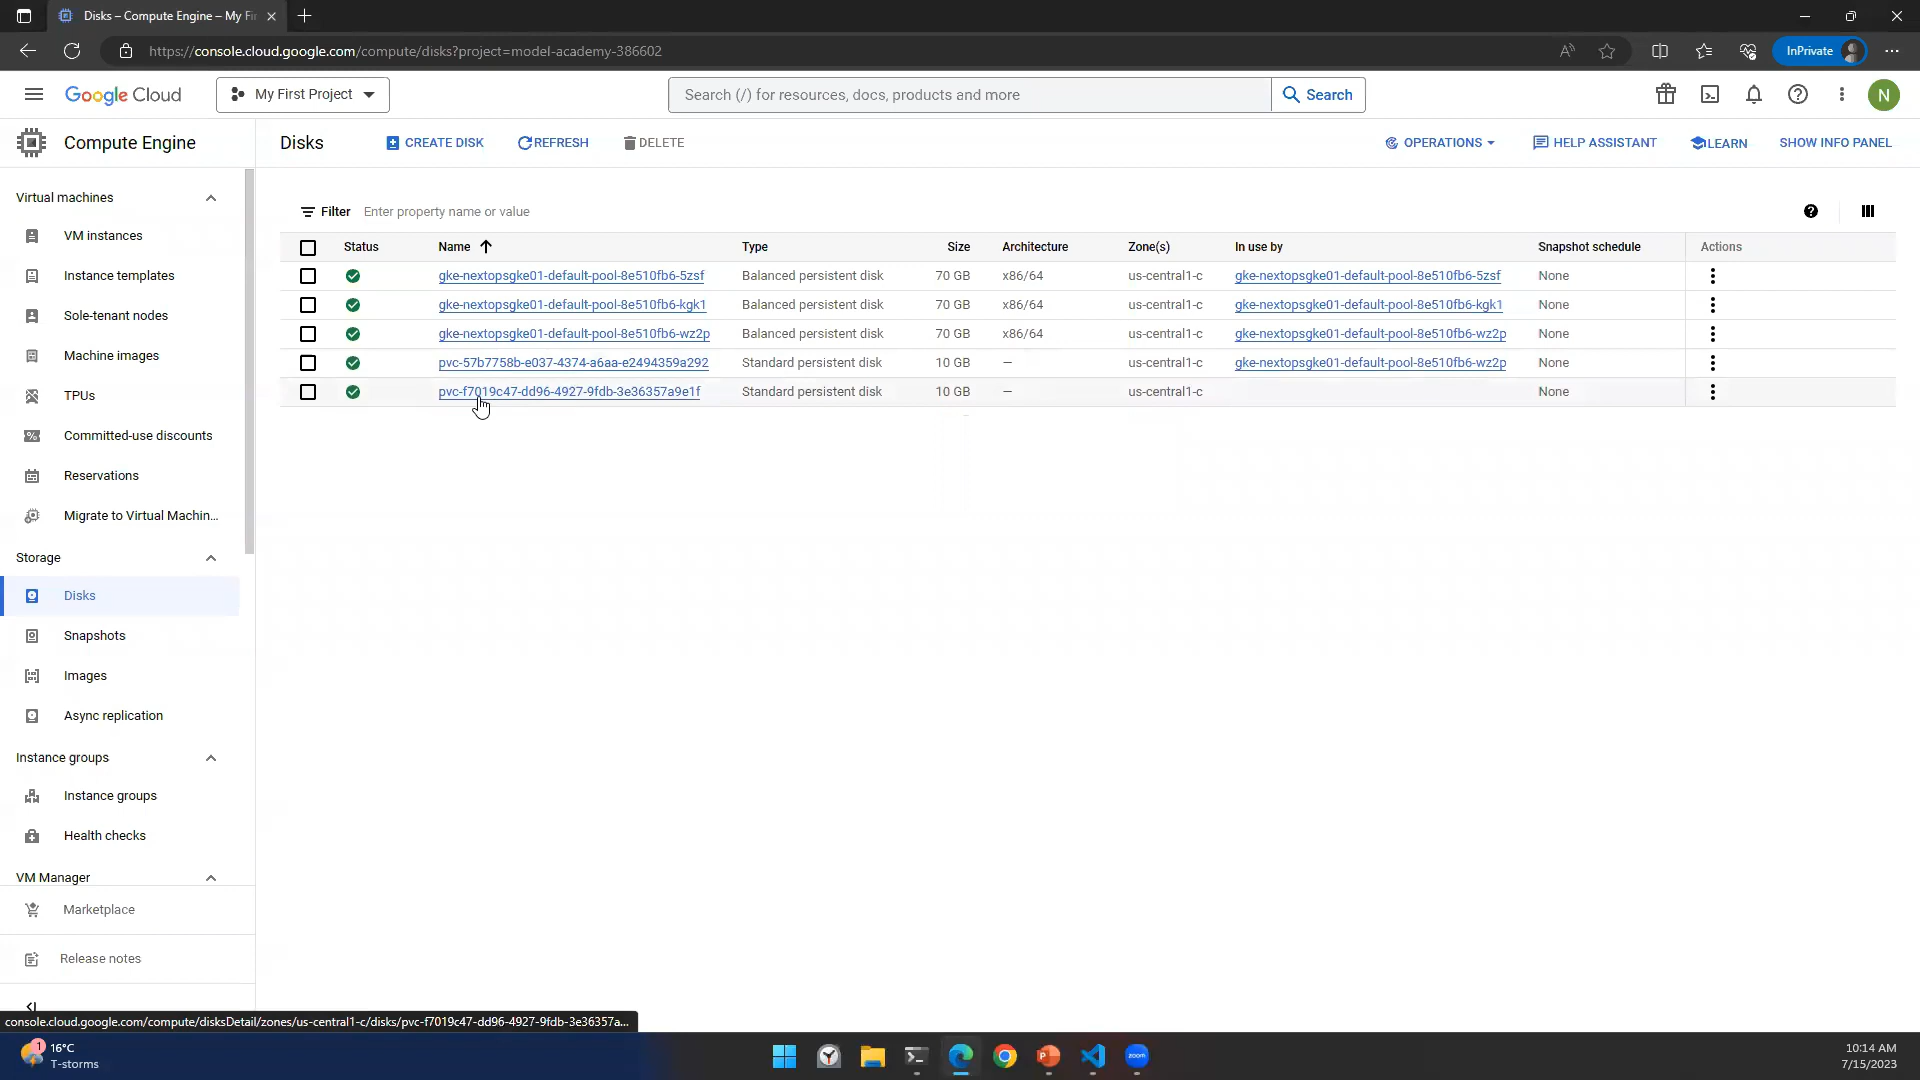 Disks – Compute Engine – My Fi
https://console.cloud.google.com/compute/disks?project=model-academy-386602
InPrivate
Google Cloud
My First Project
Search (/) for resources, docs, products and more
Search
N
Compute Engine
Disks
CREATE DISK
REFRESH
DELETE
OPERATIONS
HELP ASSISTANT
LEARN
SHOW INFO PANEL
Virtual machines
VM instances
Instance templates
Sole-tenant nodes
Machine images
TPUs
Committed-use discounts
Reservations
Migrate to Virtual Machin...
Storage
Disks
Snapshots
Images
Async replication
Instance groups
Instance groups
Health checks
VM Manager
Marketplace
Release notes
Filter Enter property name or value
Status Name Type Size Architecture Zone(s) In use by Snapshot schedule Actions
gke-nextopsgke01-default-pool-8e510fb6-5zsf Balanced persistent disk 70 GB x86/64 us-central1-c gke-nextopsgke01-default-pool-8e510fb6-5zsf None
gke-nextopsgke01-default-pool-8e510fb6-kgk1 Balanced persistent disk 70 GB x86/64 us-central1-c gke-nextopsgke01-default-pool-8e510fb6-kgk1 None
gke-nextopsgke01-default-pool-8e510fb6-wz2p Balanced persistent disk 70 GB x86/64 us-central1-c gke-nextopsgke01-default-pool-8e510fb6-wz2p None
pvc-57b7758b-e037-4374-a6aa-e2494359a292 Standard persistent disk 10 GB — us-central1-c gke-nextopsgke01-default-pool-8e510fb6-wz2p None
pvc-f7019c47-dd96-4927-9fdb-3e36357a9e1f Standard persistent disk 10 GB — us-central1-c None
console.cloud.google.com/compute/disksDetail/zones/us-central1-c/disks/pvc-f7019c47-dd96-4927-9fdb-3e36357a...
1
16°C
T-storms
zoom
10:14 AM
7/15/2023